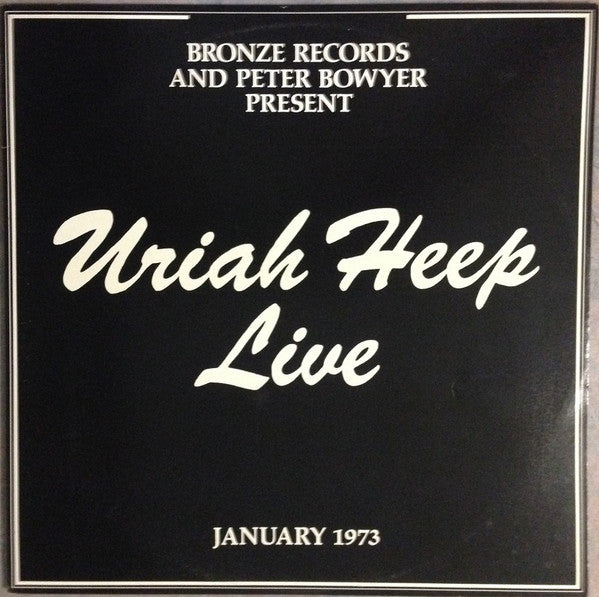 BRONZE RECORDS
AND PETER BOWYER
PRESENT
Uriah Heep
Live
JANUARY 1973